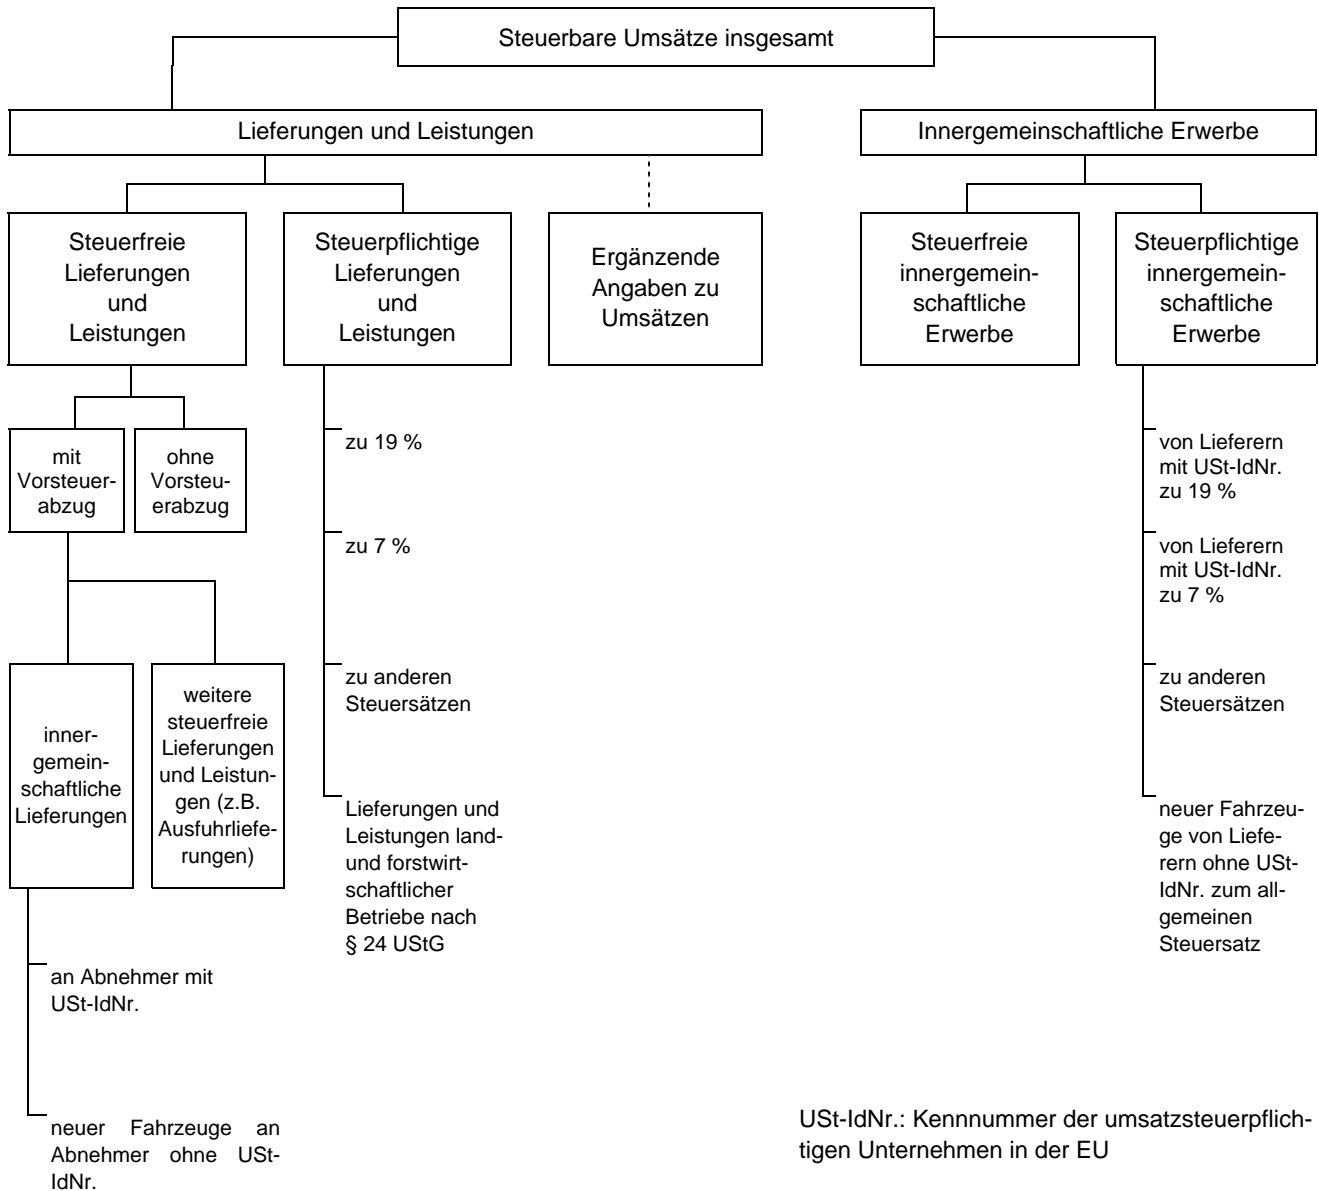 Steuerbare Umsätze insgesamt
Lieferungen und Leistungen
Innergemeinschaftliche Erwerbe
Steuerfreie
Lieferungen
und
Leistungen
Steuerpflichtige
Lieferungen
und
Leistungen
Ergänzende
Angaben zu
Umsätzen
Steuerfreie
innergemein-
schaftliche
Erwerbe
Steuerpflichtige
innergemein-
schaftliche
Erwerbe
mit
Vorsteuer-
abzug
ohne
Vorsteu-
erabzug
zu 19 %
zu 7 %
zu anderen
Steuersätzen
Lieferungen und
Leistungen land-
und forstwirt-
schaftlicher
Betriebe nach
§ 24 UStG
von Lieferern
mit USt-IdNr.
zu 19 %
von Lieferern
mit USt-IdNr.
zu 7 %
zu anderen
Steuersätzen
neuer Fahrzeu-
ge von Liefe-
rern ohne USt-
IdNr. zum all-
gemeinen
Steuersatz
inner-
gemein-
schaftliche
Lieferungen
weitere
steuerfreie
Lieferungen
und Leistun-
gen (z.B.
Ausfuhrliefe-
rungen)
an Abnehmer mit
USt-IdNr.
neuer Fahrzeuge an
Abnehmer ohne USt-
IdNr.
USt-IdNr.: Kennnummer der umsatzsteuerpflich-
tigen Unternehmen in der EU